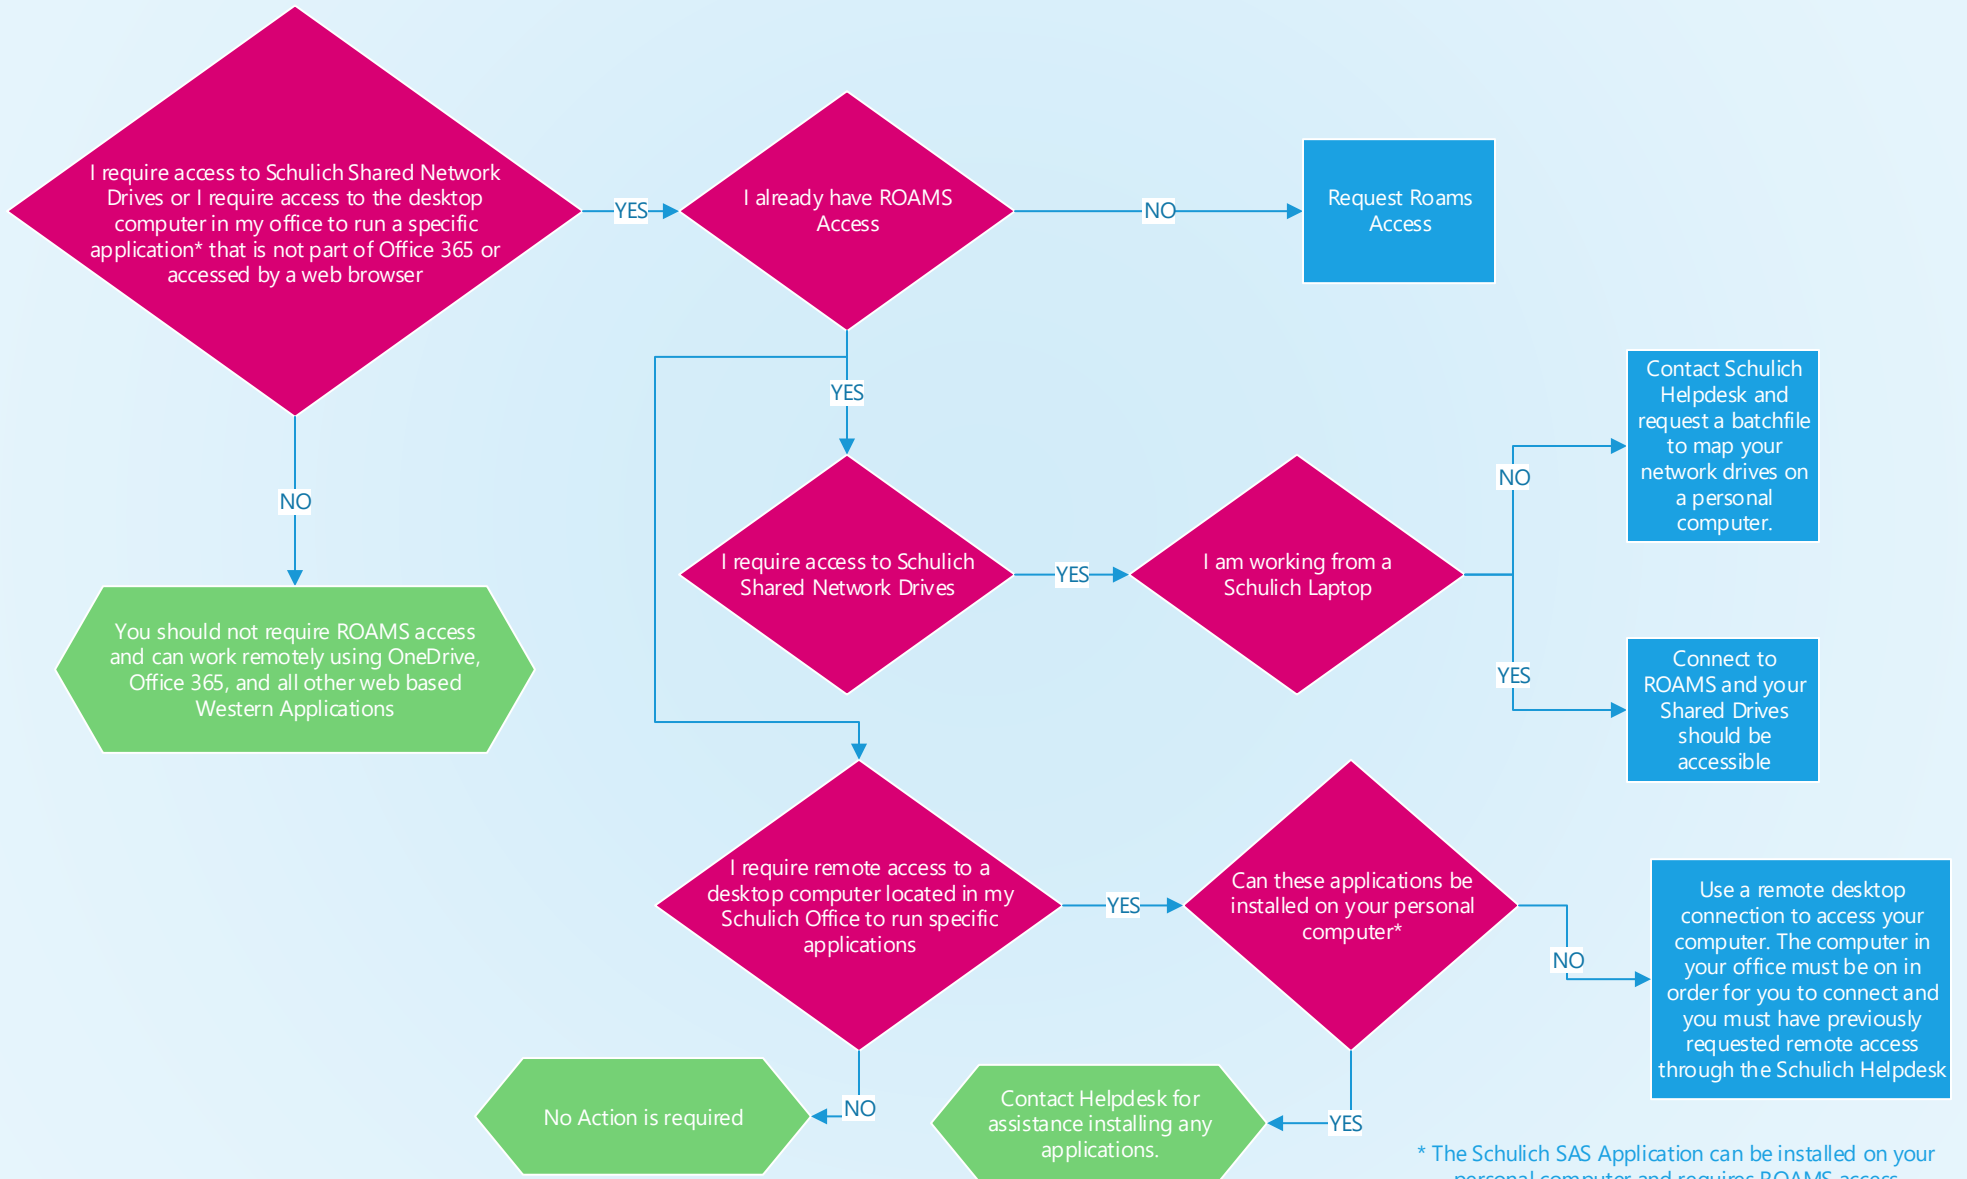 I require access to Schulich Shared Network
Drives or I require access to the desktop
computer in my office to run a specific
application* that is not part of Office 365 or
accessed by a web browser
YES
I already have ROAMS
Access
NO
Request Roams
Access
YES
NO
You should not require ROAMS access
and can work remotely using OneDrive,
Office 365, and all other web based
Western Applications
I require access to Schulich
Shared Network Drives
YES
I am working from a
Schulich Laptop
NO
Contact Schulich
Helpdesk and
request a batchfile
to map your
network drives on
a personal
computer.
YES
Connect to
ROAMS and your
Shared Drives
should be
accessible
I require remote access to a
desktop computer located in my
Schulich Office to run specific
applications
YES
Can these applications be
installed on your personal
computer*
NO
Use a remote desktop
connection to access your
computer. The computer in
your office must be on in
order for you to connect and
you must have previously
requested remote access
through the Schulich Helpdesk
NO
No Action is required
YES
Contact Helpdesk for
assistance installing any
applications.
* The Schulich SAS Application can be installed on your
personal computer and requires ROAMS access